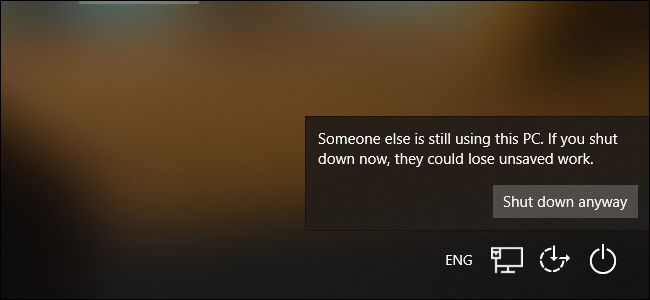 Someone else is still using this PC. If you shut
down now, they could lose unsaved work.
Shut down anyway
ENG